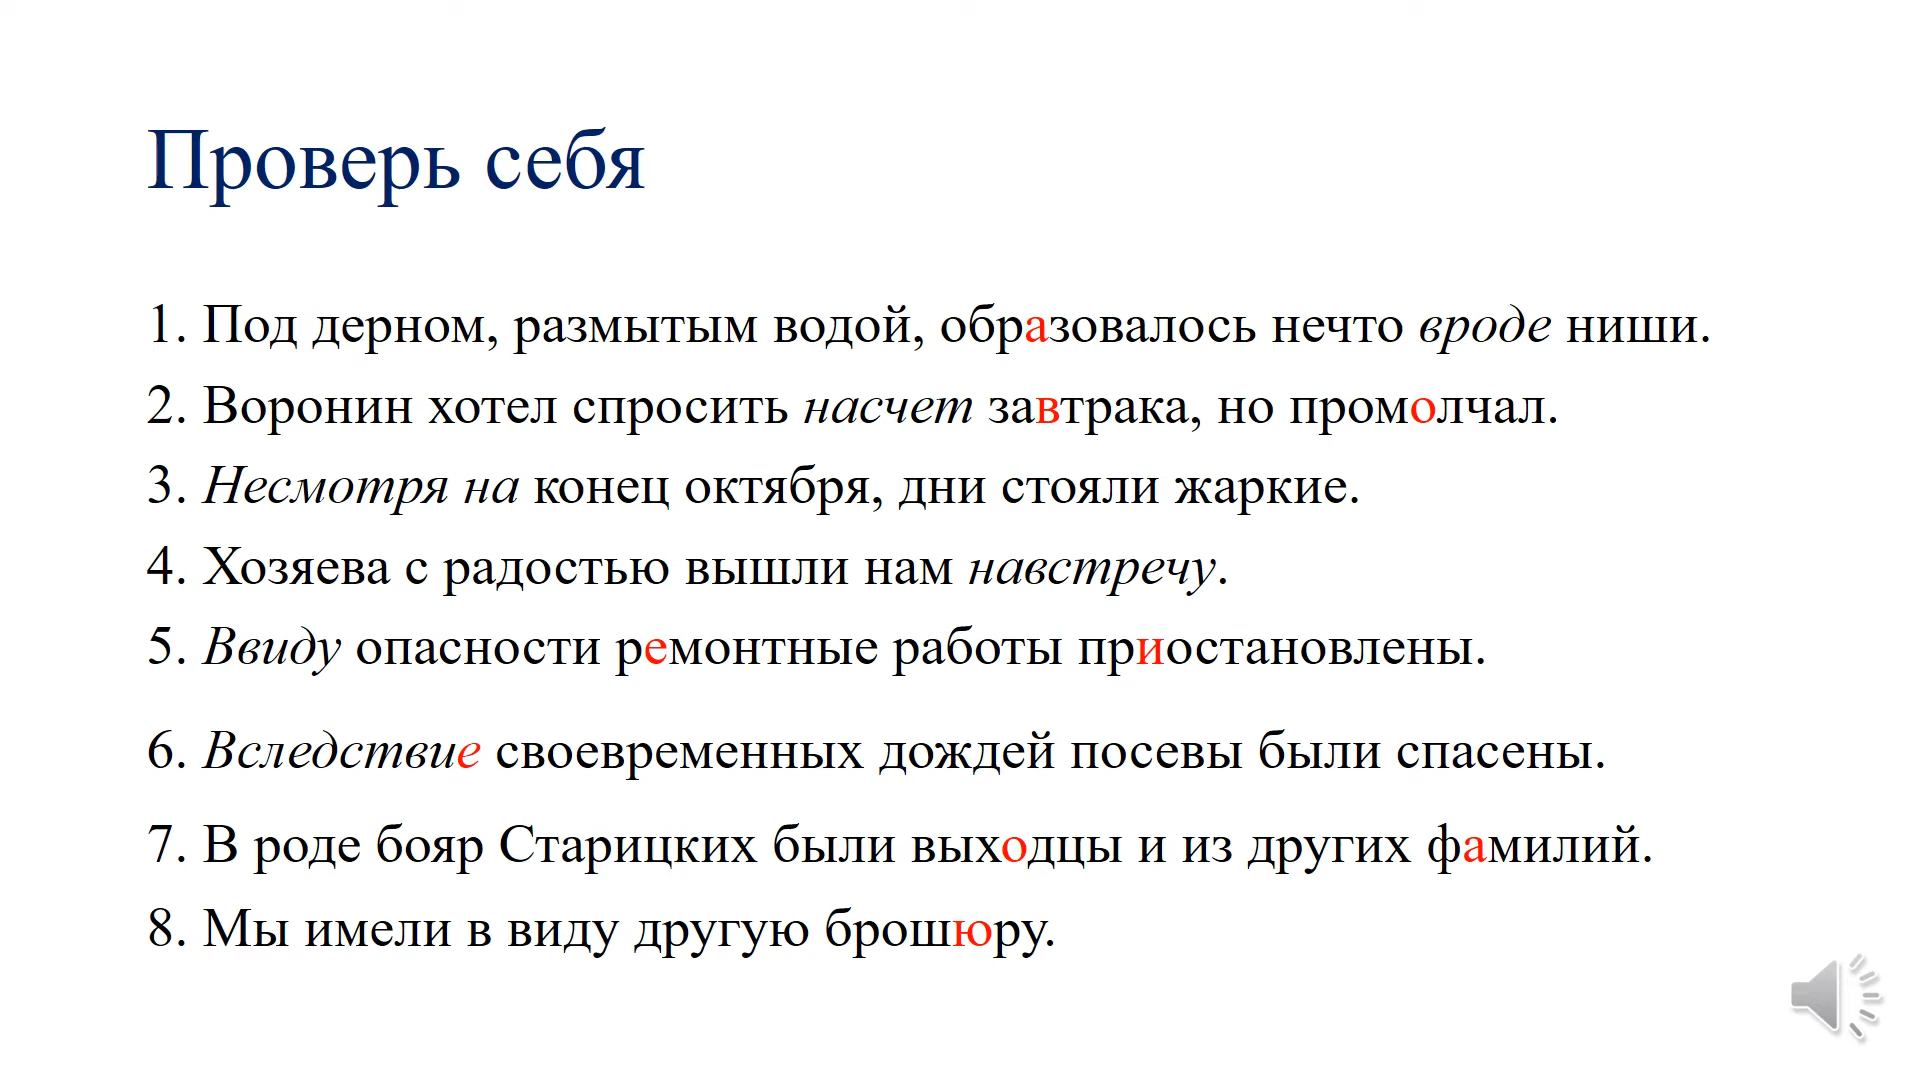 Проверь себя
1. Под дерном, размытым водой, образовалось нечто вроде ниши.
2. Воронин хотел спросить насчет завтрака, но промолчал.
3. Несмотря на конец октября, дни стояли жаркие.
4. Хозяева с радостью вышли нам навстречу.
5. Ввиду опасности ремонтные работы приостановлены.
6. Вследствие своевременных дождей посевы были спасены.
7. В роде бояр Старицких были выходцы и из других фамилий.
8. Мы имели в виду другую брошюру.